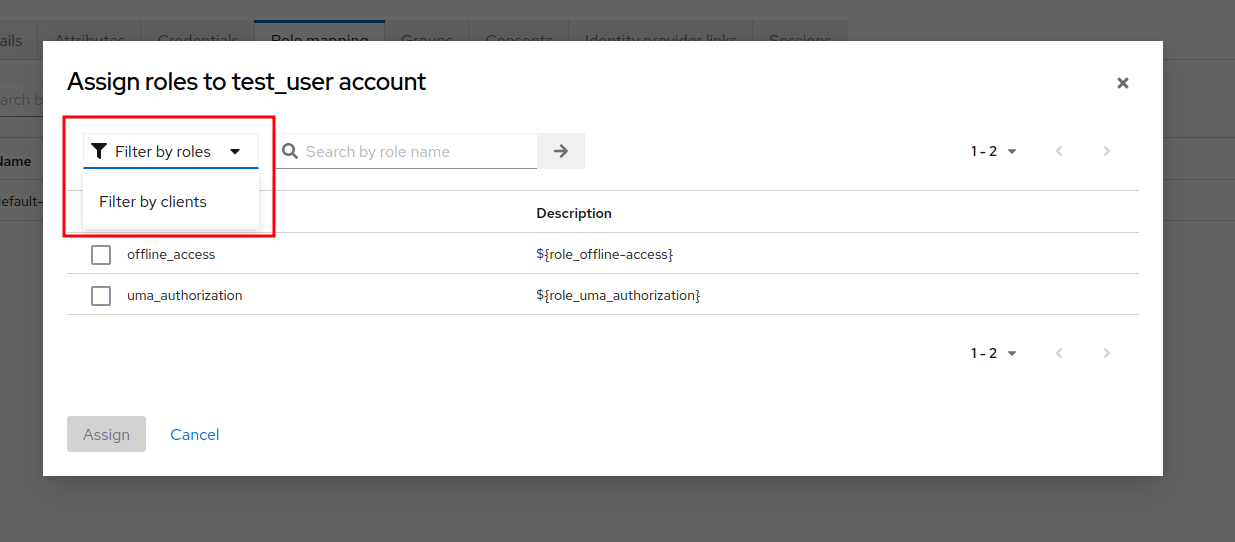 ails Attributes Credentials Role mapping Groups Consents Identity provider links Sessions
Assign roles to test_user account
arch b
Filter by roles Search by role name 1 - 2
Name
Filter by clients
efault-
Description
offline_access ${role_offline-access}
uma_authorization ${role_uma_authorization}
1 - 2
Assign Cancel